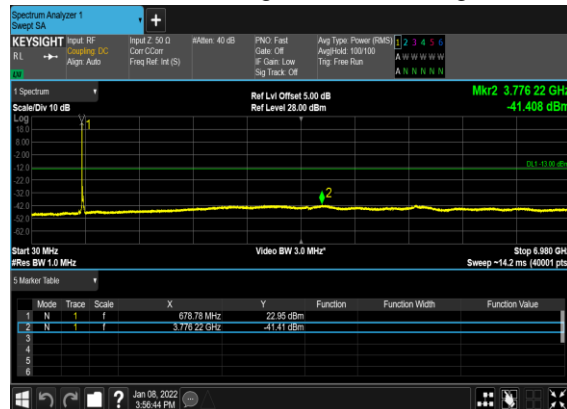 Spectrum Analyzer 1
Swept SA
+
KEYSIGHT Input: RF Input Z: 50 Ω #Atten: 40 dB PNO: Fast Avg Type: Power (RMS) 1 2 3 4 5 6
RL Coupling: DC Corr CCorr Gate: Off Avg|Hold: 100/100 A W W W W W
Align: Auto Freq Ref: Int (S) IF Gain: Low Trig: Free Run
LW Sig Track: Off A N N N N N
1 Spectrum Ref Lvl Offset 5.00 dB Mkr2 3.776 22 GHz
Scale/Div 10 dB Ref Level 28.00 dBm -41.408 dBm
Log
18.0
8.00
-2.00
-12.0
-22.0
-32.0
-42.0
-52.0
-62.0
1
DL1 -13.00 dBm
2
Start 30 MHz Video BW 3.0 MHz* Stop 6.980 GHz
#Res BW 1.0 MHz Sweep ~14.2 ms (40001 pts)
5 Marker Table
Mode Trace Scale X Y Function Function Width Function Value
1 N 1 f 678.78 MHz 22.95 dBm
2 N 1 f 3.776 22 GHz -41.41 dBm
3
4
5
6
? Jan 08, 2022
3:56:44 PM